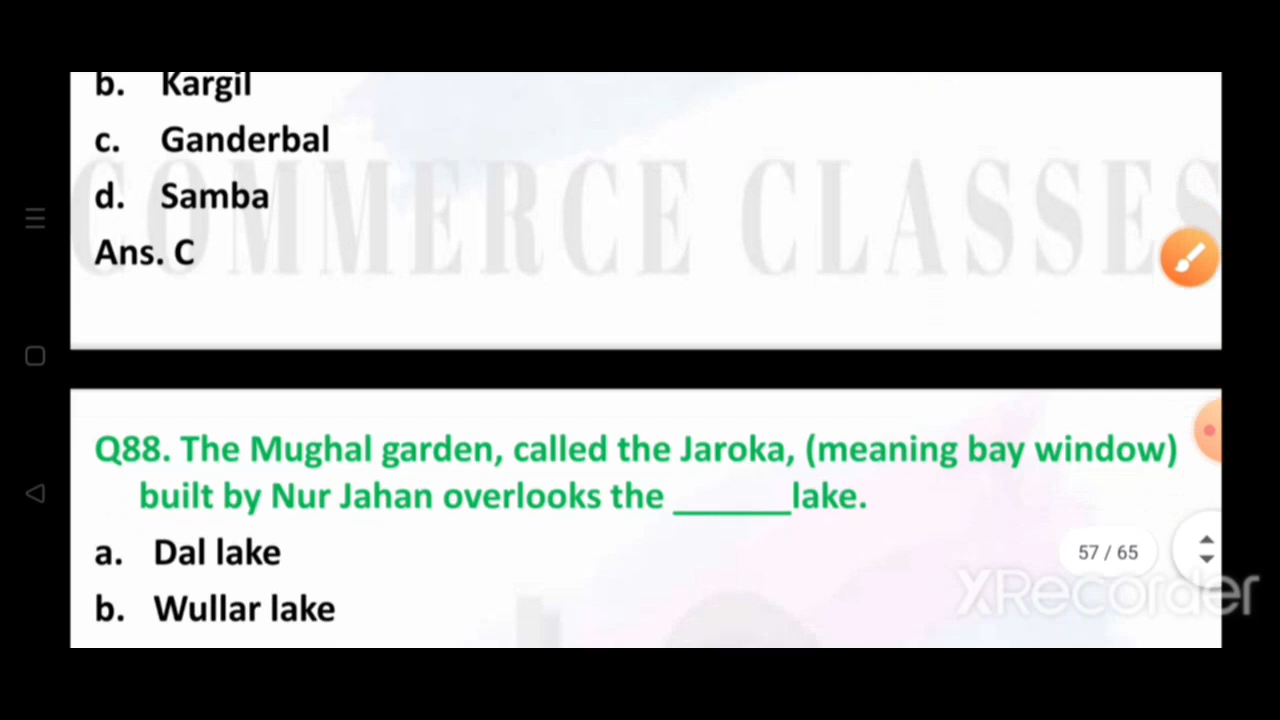 b. Kargil
c. Ganderbal
d. Samba
Ans. C
COMMERCE CLASSES
Q88. The Mughal garden, called the Jaroka, (meaning bay window)
built by Nur Jahan overlooks the ______lake.
a. Dal lake
57 / 65
b. Wullar lake
XRecorder